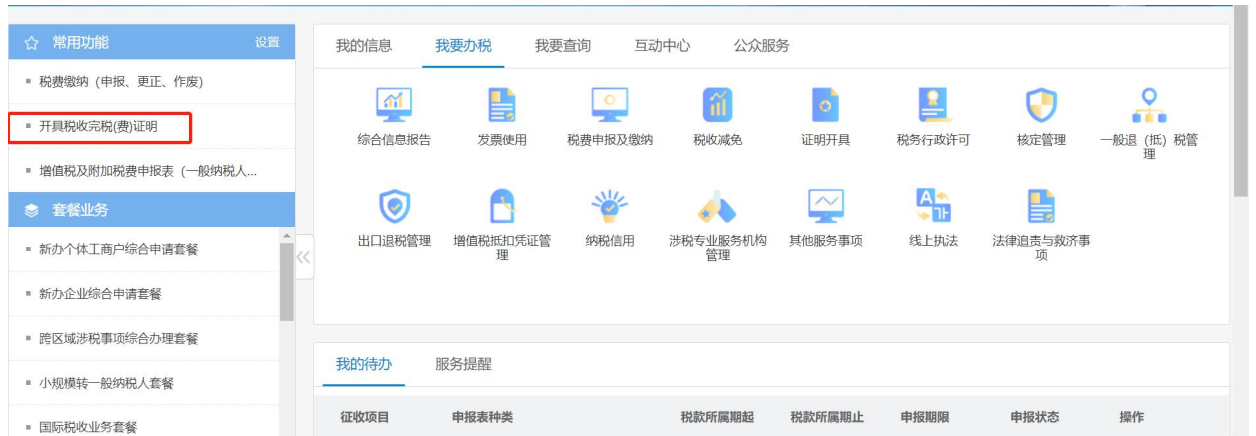 常用功能 设置
税费缴纳（申报、更正、作废）
开具税收完税(费)证明
增值税及附加税费申报表（一般纳税人...
套餐业务
新办个体工商户综合申请套餐
新办企业综合申请套餐
跨区域涉税事项综合办理套餐
小规模转一般纳税人套餐
国际税收业务套餐
我的信息 我要办税 我要查询 互动中心 公众服务
综合信息报告 发票使用 税费申报及缴纳 税收减免 证明开具 税务行政许可 核定管理 一般退（抵）税管
理
出口退税管理 增值税抵扣凭证管 纳税信用 涉税专业服务机构 其他服务事项 线上执法 法律追责与救济事
理 管理 项
我的待办 服务提醒
征收项目 申报表种类 税款所属期起 税款所属期止 申报期限 申报状态 操作